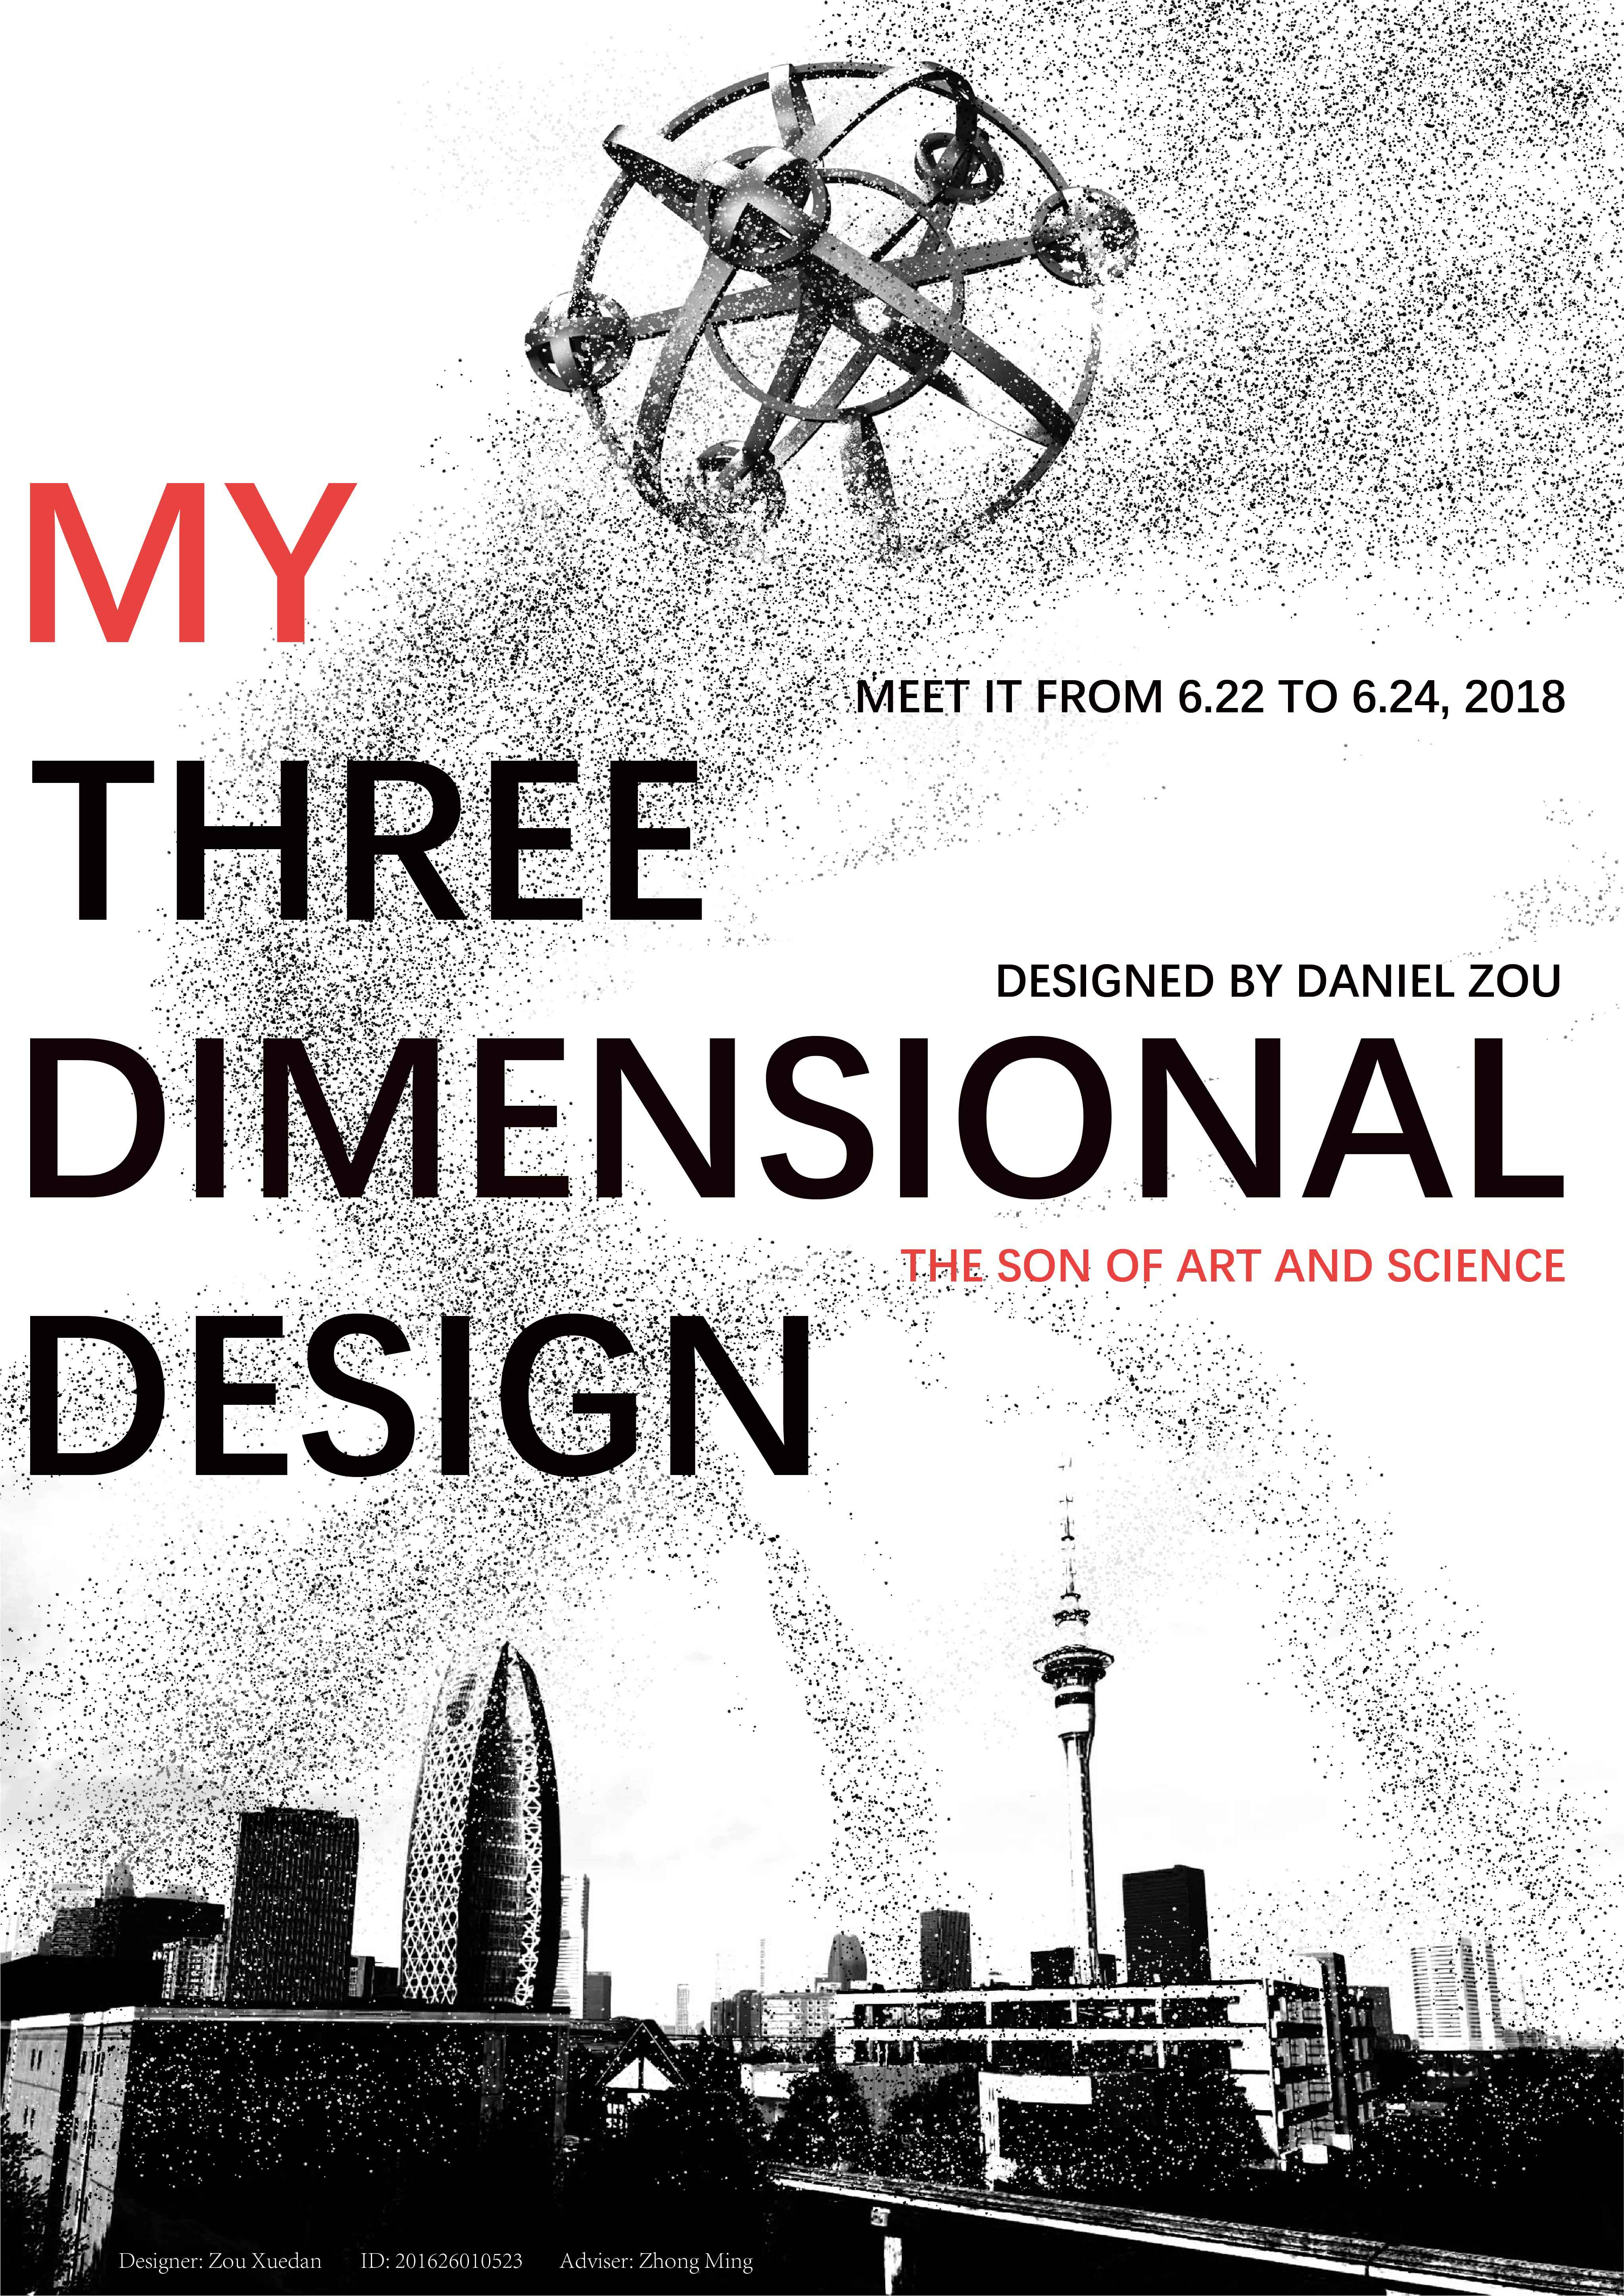 MY
MEET IT FROM 6.22 TO 6.24, 2018
THREE
DESIGNED BY DANIEL ZOU
DIMENSIONAL
THE SON OF ART AND SCIENCE
DESIGN
Designer: Zou Xuedan ID: 201626010523 Adviser: Zhong Ming